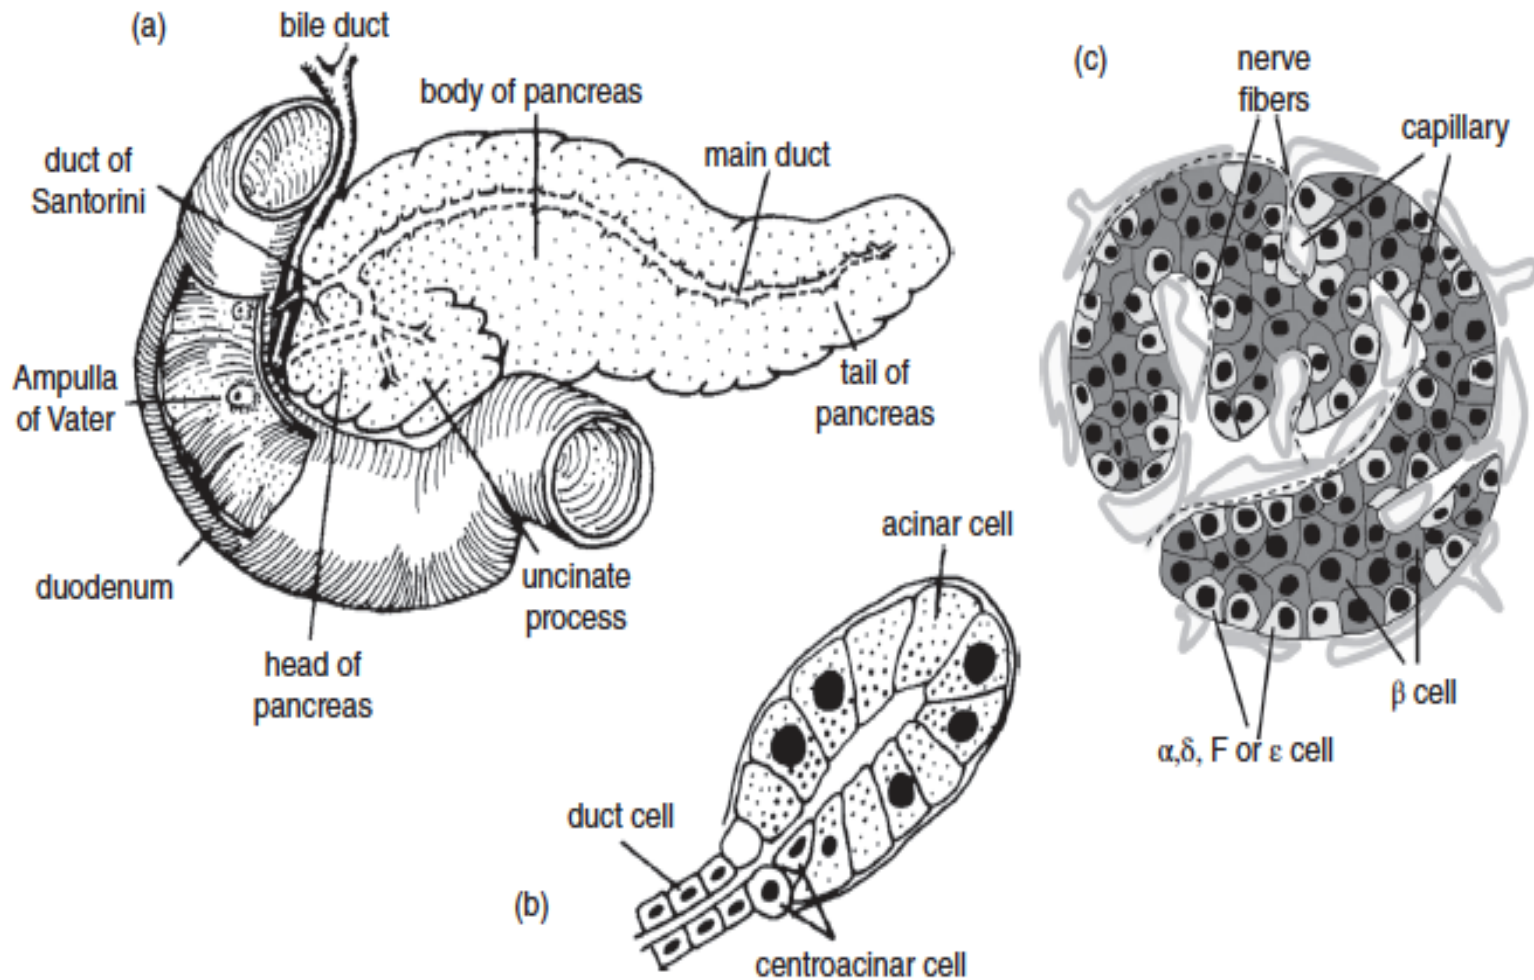 (a)
bile duct
body of pancreas
main duct
duct of
Santorini
Ampulla
of Vater
tail of
pancreas
duodenum
uncinate
process
head of
pancreas
(b)
acinar cell
duct cell
centroacinar cell
(c)
nerve
fibers
capillary
β cell
α,δ, F or ε cell